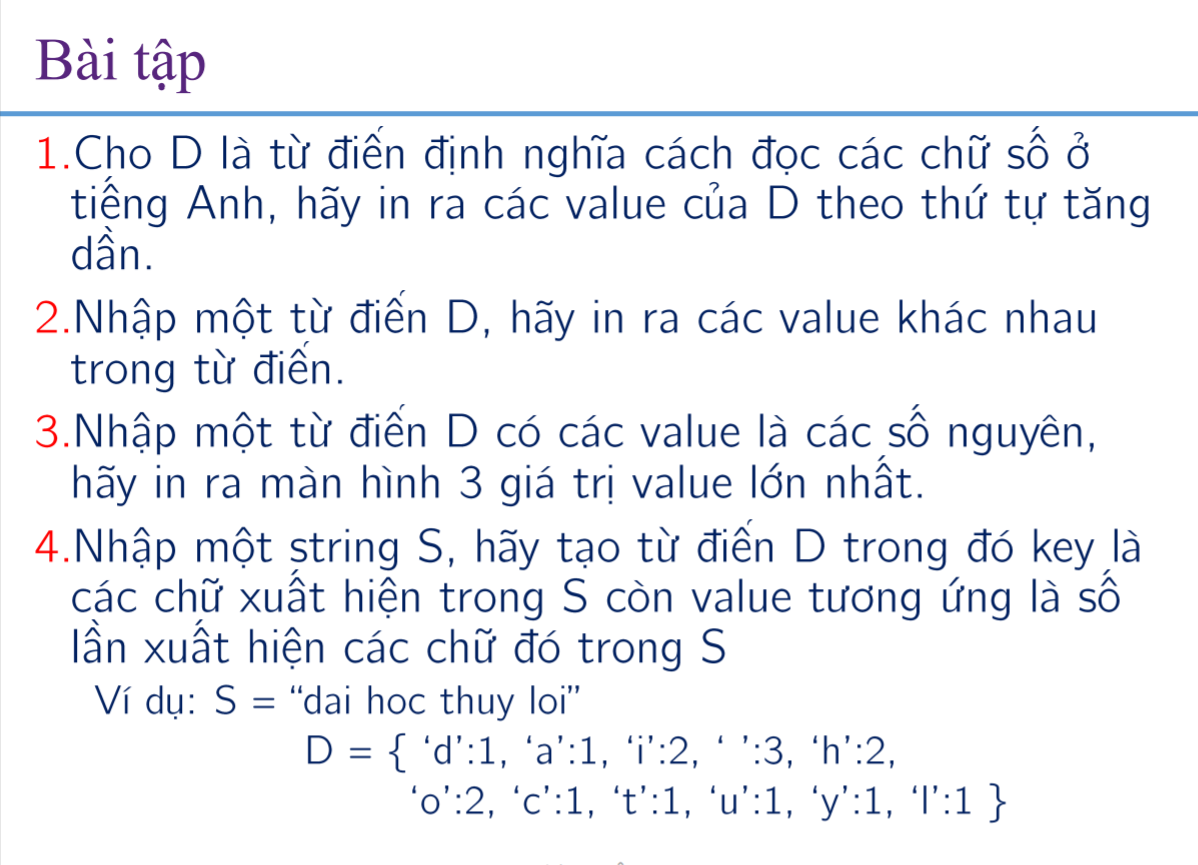 Bài tập
1.Cho D là từ điển định nghĩa cách đọc các chữ số ở
tiếng Anh, hãy in ra các value của D theo thứ tự tăng
dần.
2.Nhập một từ điển D, hãy in ra các value khác nhau
trong từ điển.
3.Nhập một từ điển D có các value là các số nguyên,
hãy in ra màn hình 3 giá trị value lớn nhất.
4.Nhập một string S, hãy tạo từ điển D trong đó key là
các chữ xuất hiện trong S còn value tương ứng là số
lần xuất hiện các chữ đó trong S
Ví dụ: S = “dai hoc thuy loi”
D = { ‘d’:1, ‘a’:1, ‘i’:2, ‘ ’:3, ‘h’:2,
‘o’:2, ‘c’:1, ‘t’:1, ‘u’:1, ‘y’:1, ‘l’:1 }